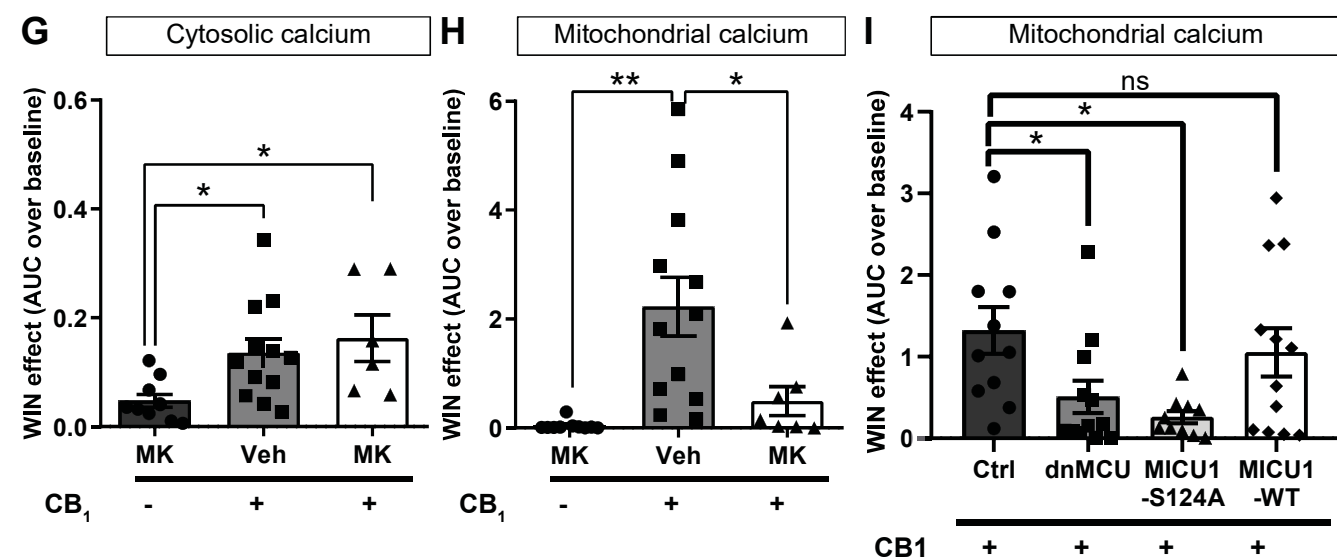 G
Cytosolic calcium
WIN effect (AUC over baseline)
0.6
0.4
0.2
0.0
*
*
MK Veh MK
CB1 - + +
H
Mitochondrial calcium
WIN effect (AUC over baseline)
6
4
2
0
** *
MK Veh MK
- + +
I
Mitochondrial calcium
WIN effect (AUC over baseline)
4
3
2
1
0
ns
*
*
Ctrl dnMCU MICU1 MICU1
-S124A -WT
CB1 + + + +